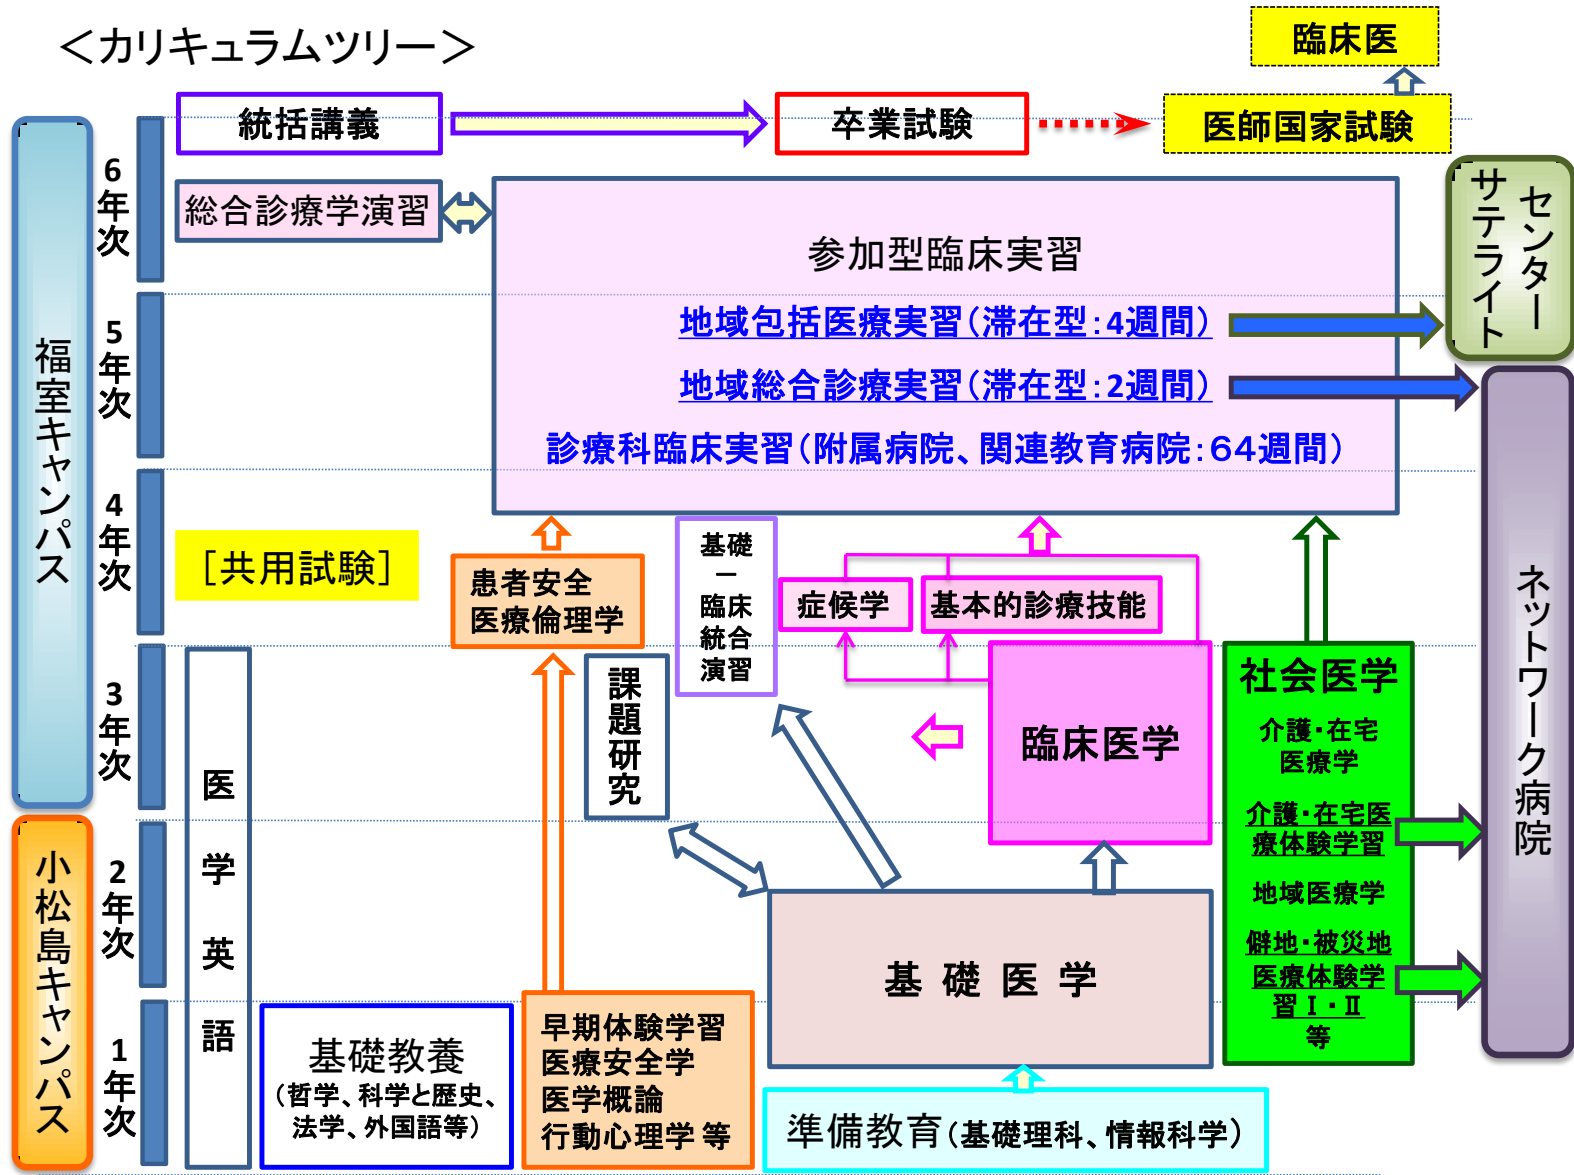 ＜カリキュラムツリー＞
臨床医
統括講義
卒業試験
医師国家試験
6年次
総合診療学演習
参加型臨床実習
地域包括医療実習(滞在型:4週間)
地域総合診療実習(滞在型:2週間)
診療科臨床実習(附属病院、関連教育病院:64週間)
サテライト
センター
5年次
福室キャンパス
4年次
［共用試験］
患者安全
医療倫理学
基礎
ー
臨床
統合
演習
症候学
基本的診療技能
ネットワーク病院
3年次
課題研究
臨床医学
社会医学
介護・在宅
医療学
介護・在宅医
療体験学習
地域医療学
僻地・被災地
医療体験学
習Ⅰ・Ⅱ
等
医学英語
2年次
小松島キャンパス
基礎医学
1年次
基礎教養
(哲学、科学と歴史、
法学、外国語等)
早期体験学習
医療安全学
医学概論
行動心理学 等
準備教育(基礎理科、情報科学)